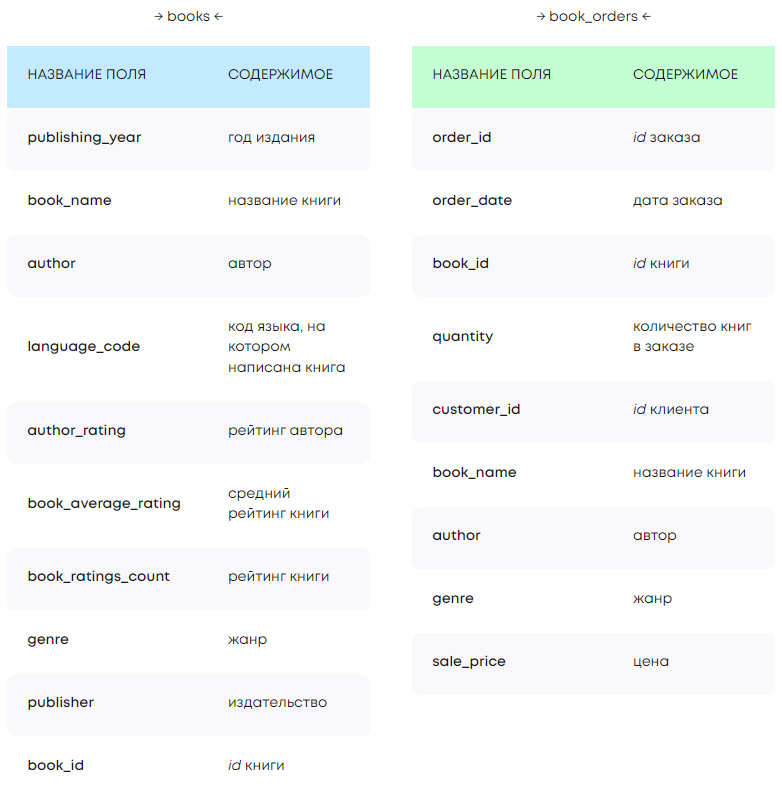 → books ←
НАЗВАНИЕ ПОЛЯ СОДЕРЖИМОЕ
publishing_year год издания
book_name название книги
author автор
language_code код языка, на
котором
написана книга
author_rating рейтинг автора
book_average_rating средний
рейтинг книги
book_ratings_count рейтинг книги
genre жанр
publisher издательство
book_id id книги
→ book_orders ←
НАЗВАНИЕ ПОЛЯ СОДЕРЖИМОЕ
order_id id заказа
order_date дата заказа
book_id id книги
quantity количество книг
в заказе
customer_id id клиента
book_name название книги
author автор
genre жанр
sale_price цена